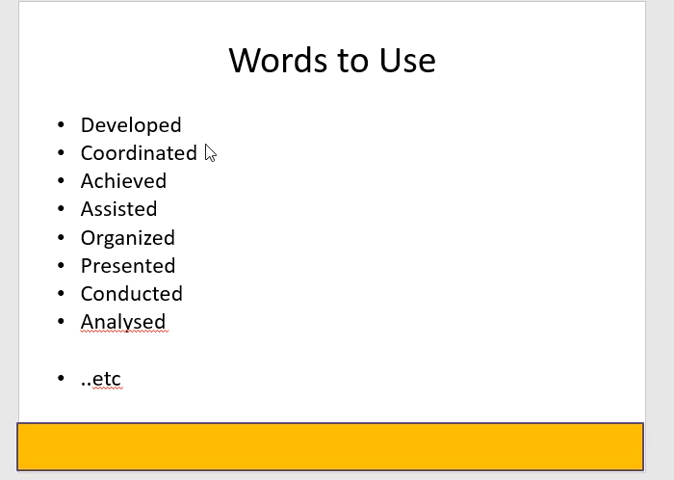 Words to Use
• Developed
• Coordinated
• Achieved
• Assisted
• Organized
• Presented
• Conducted
• Analysed
• ..etc